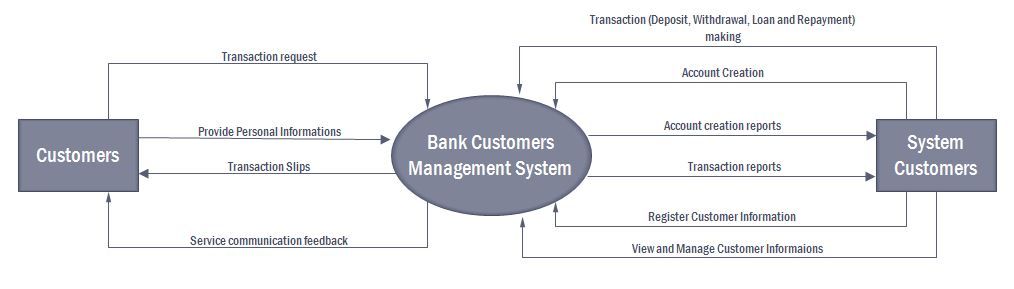 Transaction (Deposit, Withdrawal, Loan and Repayment)
making
Transaction request
Account Creation
Provide Personal Informations
Account creation reports
Customers
Bank Customers
Management System
System
Customers
Transaction Slips
Transaction reports
Register Customer Information
Service communication feedback
View and Manage Customer Informaions